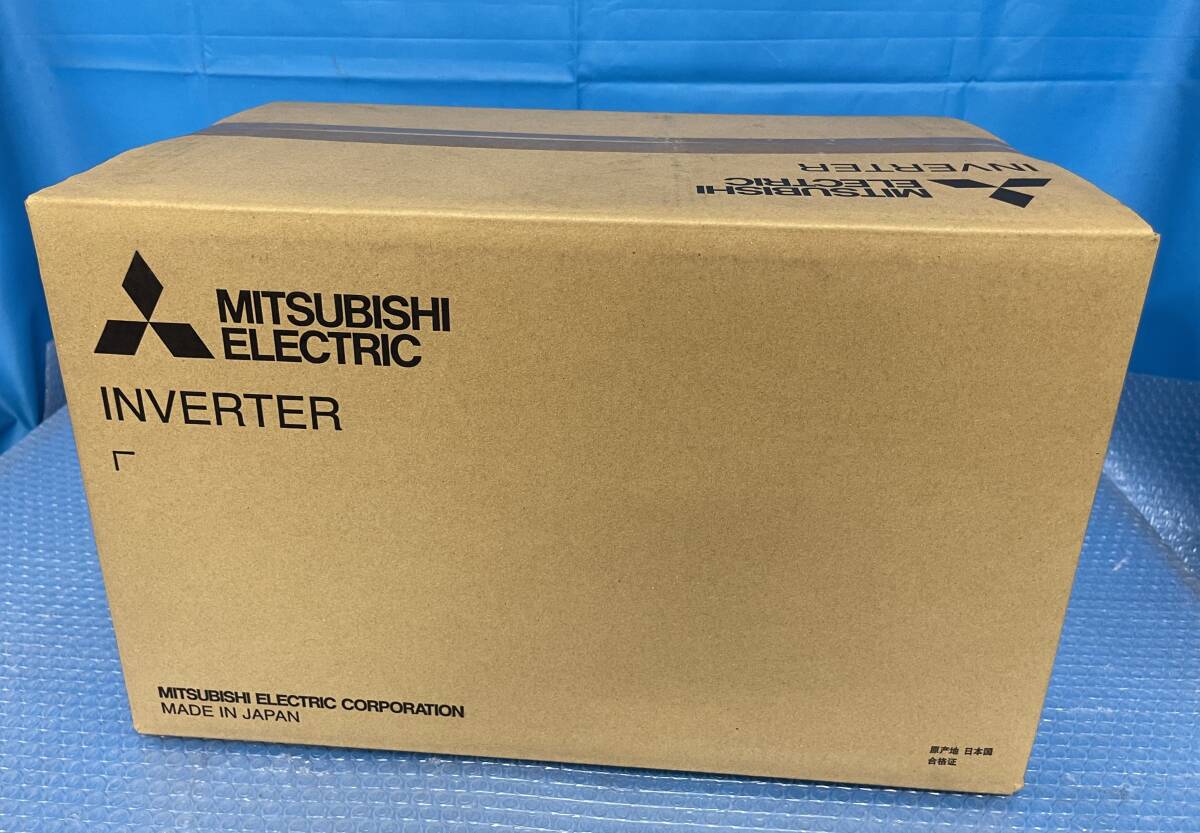 INVERTER
MITSUBISHI
ELECTRIC
MITSUBISHI
ELECTRIC
INVERTER
MITSUBISHI ELECTRIC CORPORATION
MADE IN JAPAN
原产地 日本国
合格证